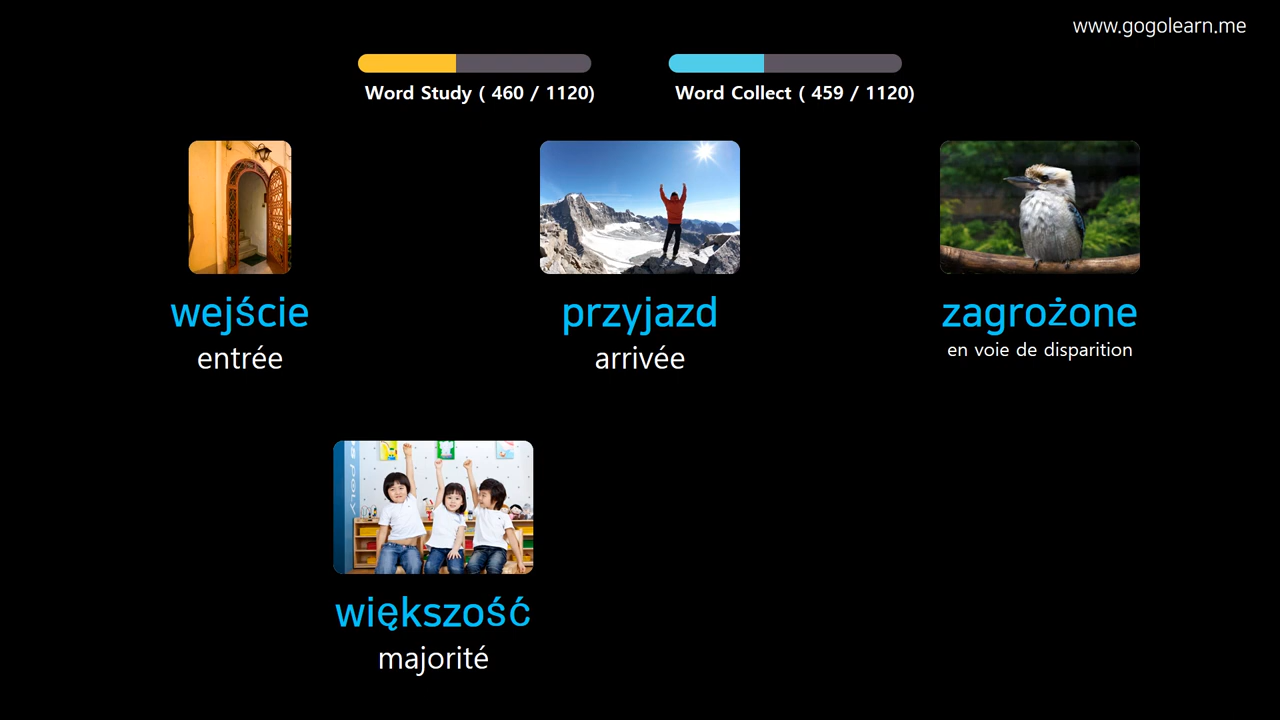 www.gogolearn.me
Word Study ( 460 / 1120)
Word Collect ( 459 / 1120)
wejście
entrée
przyjazd
arrivée
zagrożone
en voie de disparition
większość
majorité